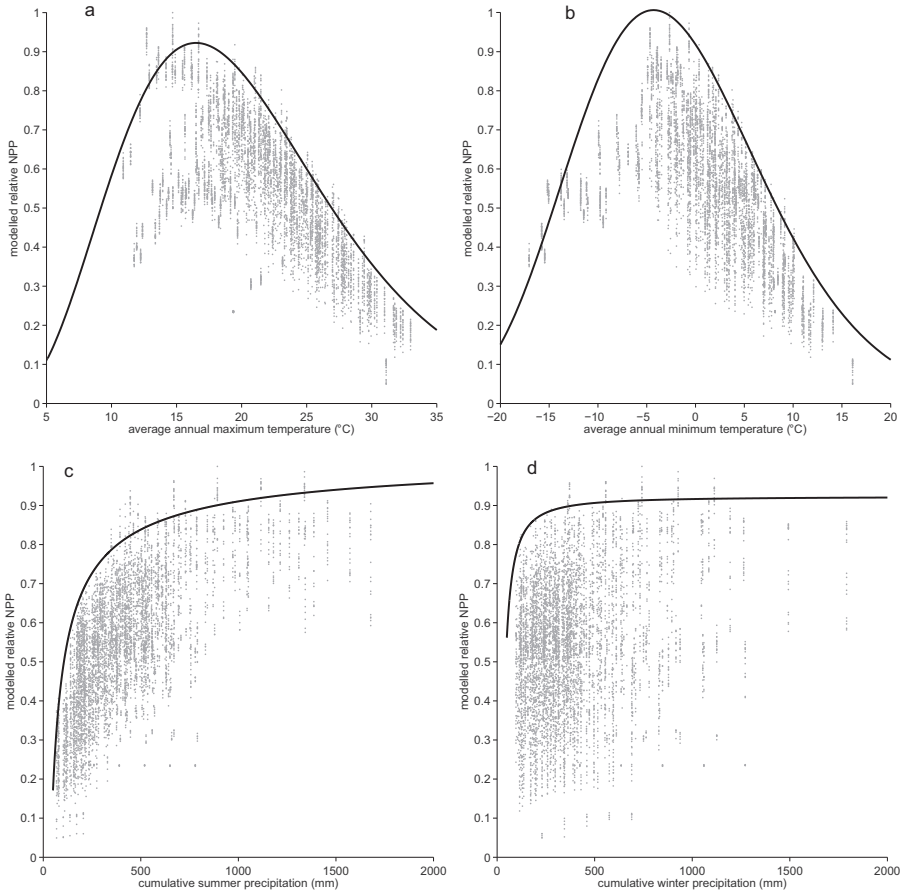 a
1
0.9
0.8
0.7
0.6
0.5
0.4
0.3
0.2
0.1
0
modelled relative NPP
5 10 15 20 25 30 35
average annual maximum temperature (°C)
b
1
0.9
0.8
0.7
0.6
0.5
0.4
0.3
0.2
0.1
0
modelled relative NPP
−20 −15 −10 −5 0 5 10 15 20
average annual minimum temperature (°C)
c
1
0.9
0.8
0.7
0.6
0.5
0.4
0.3
0.2
0.1
0
modelled relative NPP
0 500 1000 1500 2000
cumulative summer precipitation (mm)
d
1
0.9
0.8
0.7
0.6
0.5
0.4
0.3
0.2
0.1
0
modelled relative NPP
0 500 1000 1500 2000
cumulative winter precipitation (mm)